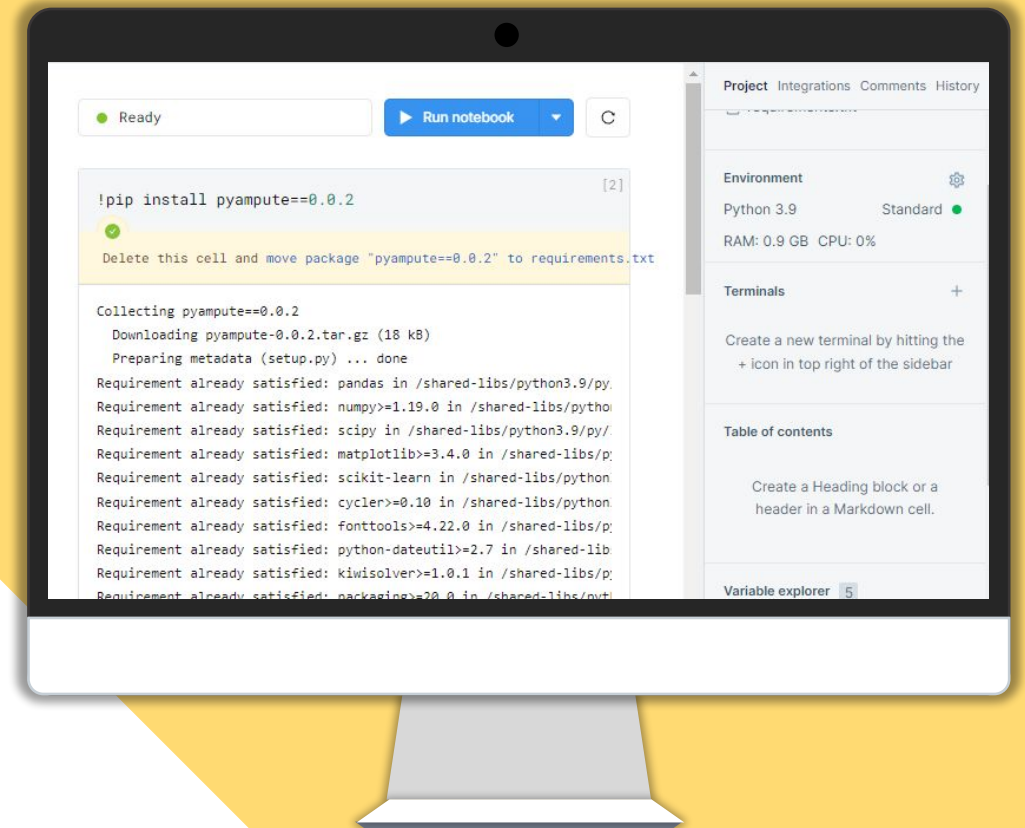 Ready
Run notebook
[2]
!pip install pyampute==0.0.2
Delete this cell and move package "pyampute==0.0.2" to requirements.txt
Collecting pyampute==0.0.2
Downloading pyampute-0.0.2.tar.gz (18 kB)
Preparing metadata (setup.py) ... done
Requirement already satisfied: pandas in /shared-libs/python3.9/py
Requirement already satisfied: numpy>=1.19.0 in /shared-libs/
Requirement already satisfied: scipy in /shared-libs/python3.9/py/
Requirement already satisfied: matplotlib>=3.4.0 in /shared-libs/
Requirement already satisfied: scikit-learn in /shared-libs/python
Requirement already satisfied: cycler>=0.10 in /shared-libs/python
Requirement already satisfied: fonttools>=4.22.0 in /shared-libs/
Requirement already satisfied: python-dateutil>=2.7 in /shared-lib
Requirement already satisfied: kiwisolver>=1.0.1 in /shared-libs/
Requirement already satisfied: packaging>=20.0 in /shared-libs/
Project Integrations Comments History
Environment
Python 3.9 Standard
RAM: 0.9 GB CPU: 0%
Terminals
Create a new terminal by hitting the
+ icon in top right of the sidebar
Table of contents
Create a Heading block or a
header in a Markdown cell.
Variable explorer 5